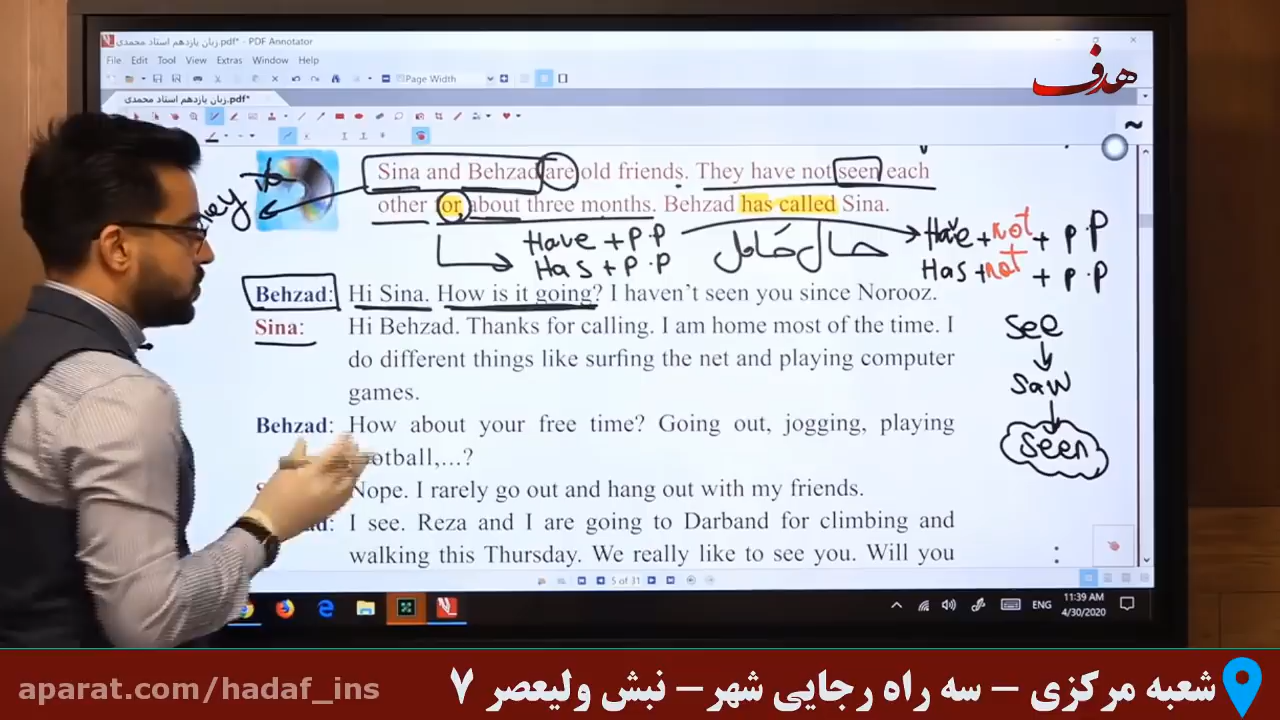 زبان یازدهم استاد محمدی.pdf* - PDF Annotator
هدف
File Edit Tool View Extras Window Help
Page Width
زبان یازدهم استاد محمدی.pdf*
Sina and Behzad are old friends. They have not seen each
other for about three months. Behzad has called Sina.
Have + P.P
Has + P.P
حال کامل
Have + not + P.P
Has + not + P.P
Behzad: Hi Sina. How is it going? I haven't seen you since Norooz.
Sina: Hi Behzad. Thanks for calling. I am home most of the time. I
do different things like surfing the net and playing computer
games.
see
saw
seen
Behzad: How about your free time? Going out, jogging, playing
otball,...?
Nope. I rarely go out and hang out with my friends.
I see. Reza and I are going to Darband for climbing and
walking this Thursday. We really like to see you. Will you
5 of 31
ENG
11:39 AM
4/30/2020
aparat.com/hadaf_ins
شعبه مرکزی – سه راه رجایی شهر – نبش ولیعصر ۷